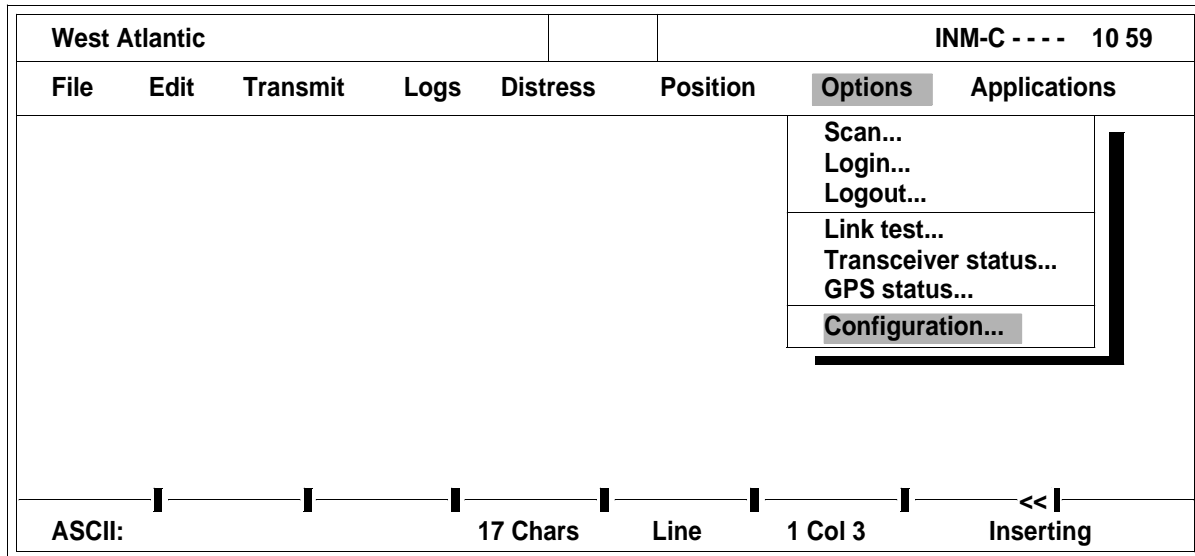 West Atlantic INM-C - - - - 10 59
File Edit Transmit Logs Distress Position Options Applications
Scan...
Login...
Logout...
Link test...
Transceiver status...
GPS status...
Configuration...
<<
ASCII: 17 Chars Line 1 Col 3 Inserting